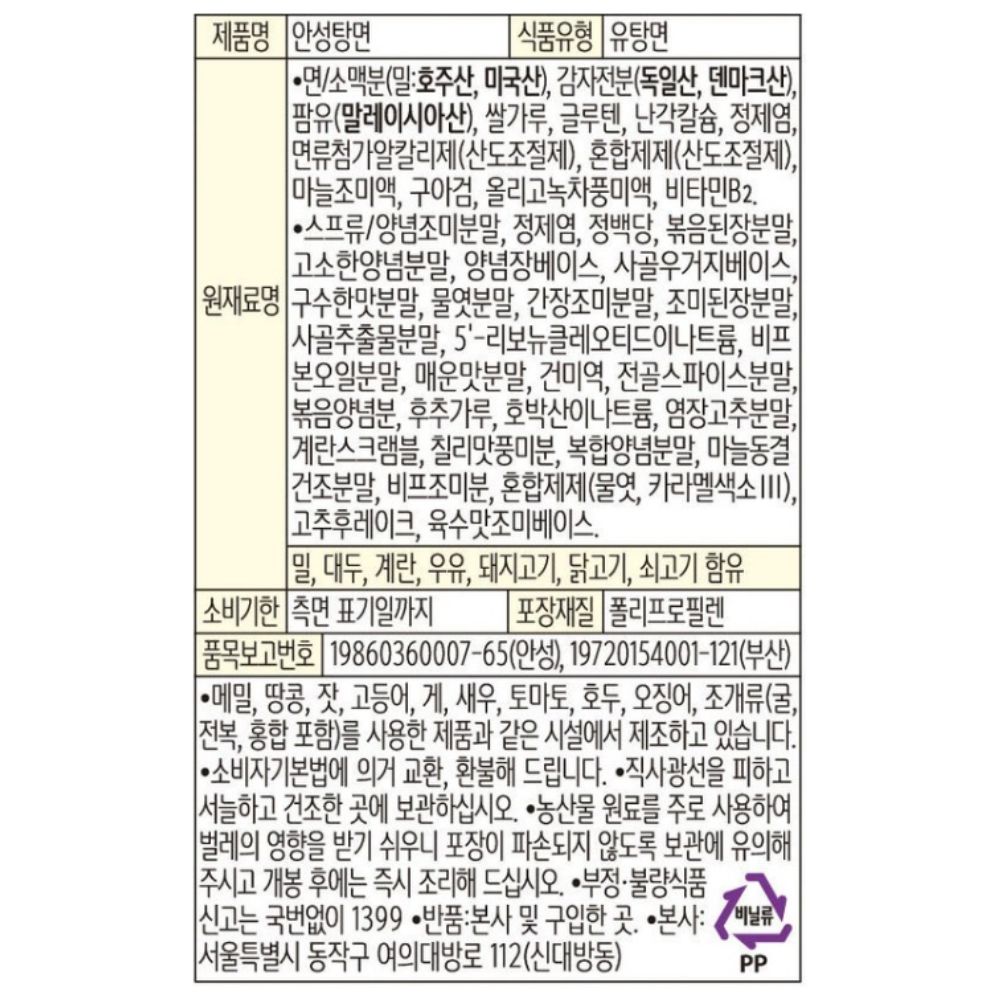 제품명 안성탕면 식품유형 유탕면
원재료명
•면/소맥분(밀:호주산, 미국산), 감자전분(독일산, 덴마크산),
팜유(말레이시아산), 쌀가루, 글루텐, 난각칼슘, 정제염,
면류첨가알칼리제(산도조절제), 혼합제제(산도조절제),
마늘조미액, 구아검, 올리고녹차풍미액, 비타민B₂.
•스프류/양념조미분말, 정제염, 정백당, 볶음된장분말,
고소한양념분말, 양념장베이스, 사골우거지베이스,
구수한맛분말, 물엿분말, 간장조미분말, 조미된장분말,
사골추출물분말, 5'-리보뉴클레오티드이나트륨, 비프
본오일분말, 매운맛분말, 건미역, 전골스파이스분말,
볶음양념분, 후추가루, 호박산이나트륨, 염장고추분말,
계란스크램블, 칠리맛풍미분, 복합양념분말, 마늘동결
건조분말, 비프조미분, 혼합제제(물엿, 카라멜색소III),
고추후레이크, 육수맛조미베이스.
밀, 대두, 계란, 우유, 돼지고기, 닭고기, 쇠고기 함유
소비기한 측면 표기일까지 포장재질 폴리프로필렌
품목보고번호 19860360007-65(안성), 19720154001-121(부산)
•메밀, 땅콩, 잣, 고등어, 게, 새우, 토마토, 호두, 오징어, 조개류(굴,
전복, 홍합 포함)를 사용한 제품과 같은 시설에서 제조하고 있습니다.
•소비자기본법에 의거 교환, 환불해 드립니다. •직사광선을 피하고
서늘하고 건조한 곳에 보관하십시오. •농산물 원료를 주로 사용하여
벌레의 영향을 받기 쉬우니 포장이 파손되지 않도록 보관에 유의해
주시고 개봉 후에는 즉시 조리해 드십시오. •부정·불량식품
신고는 국번없이 1399 •반품:본사 및 구입한 곳. •본사:
서울특별시 동작구 여의대방로 112(신대방동)
비닐류
PP